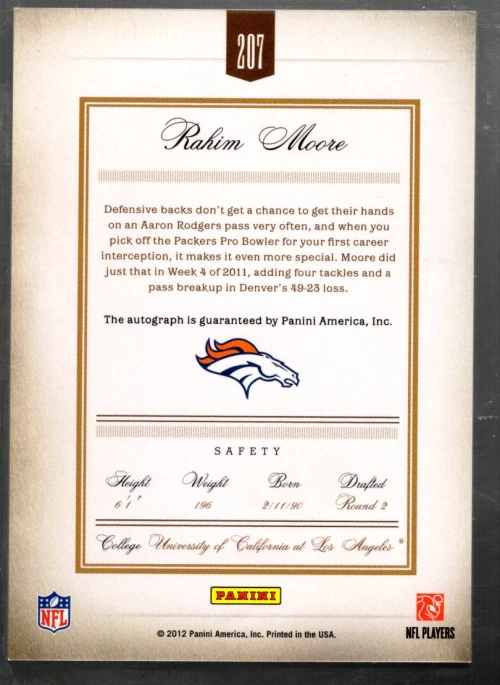 207
Rahim Moore
Defensive backs don't get a chance to get their hands
on an Aaron Rodgers pass very often, and when you
pick off the Packers Pro Bowler for your first career
interception, it makes it even more special. Moore did
just that in Week 4 of 2011, adding four tackles and a
pass breakup in Denver's 49-23 loss.
The autograph is guaranteed by Panini America, Inc.
SAFETY
Height Weight Born Drafted
6'1" 196 2/11/90 Round 2
College University of California at Los Angeles ®
PANINI
NFL
NFL PLAYERS
© 2012 Panini America, Inc. Printed in the USA.